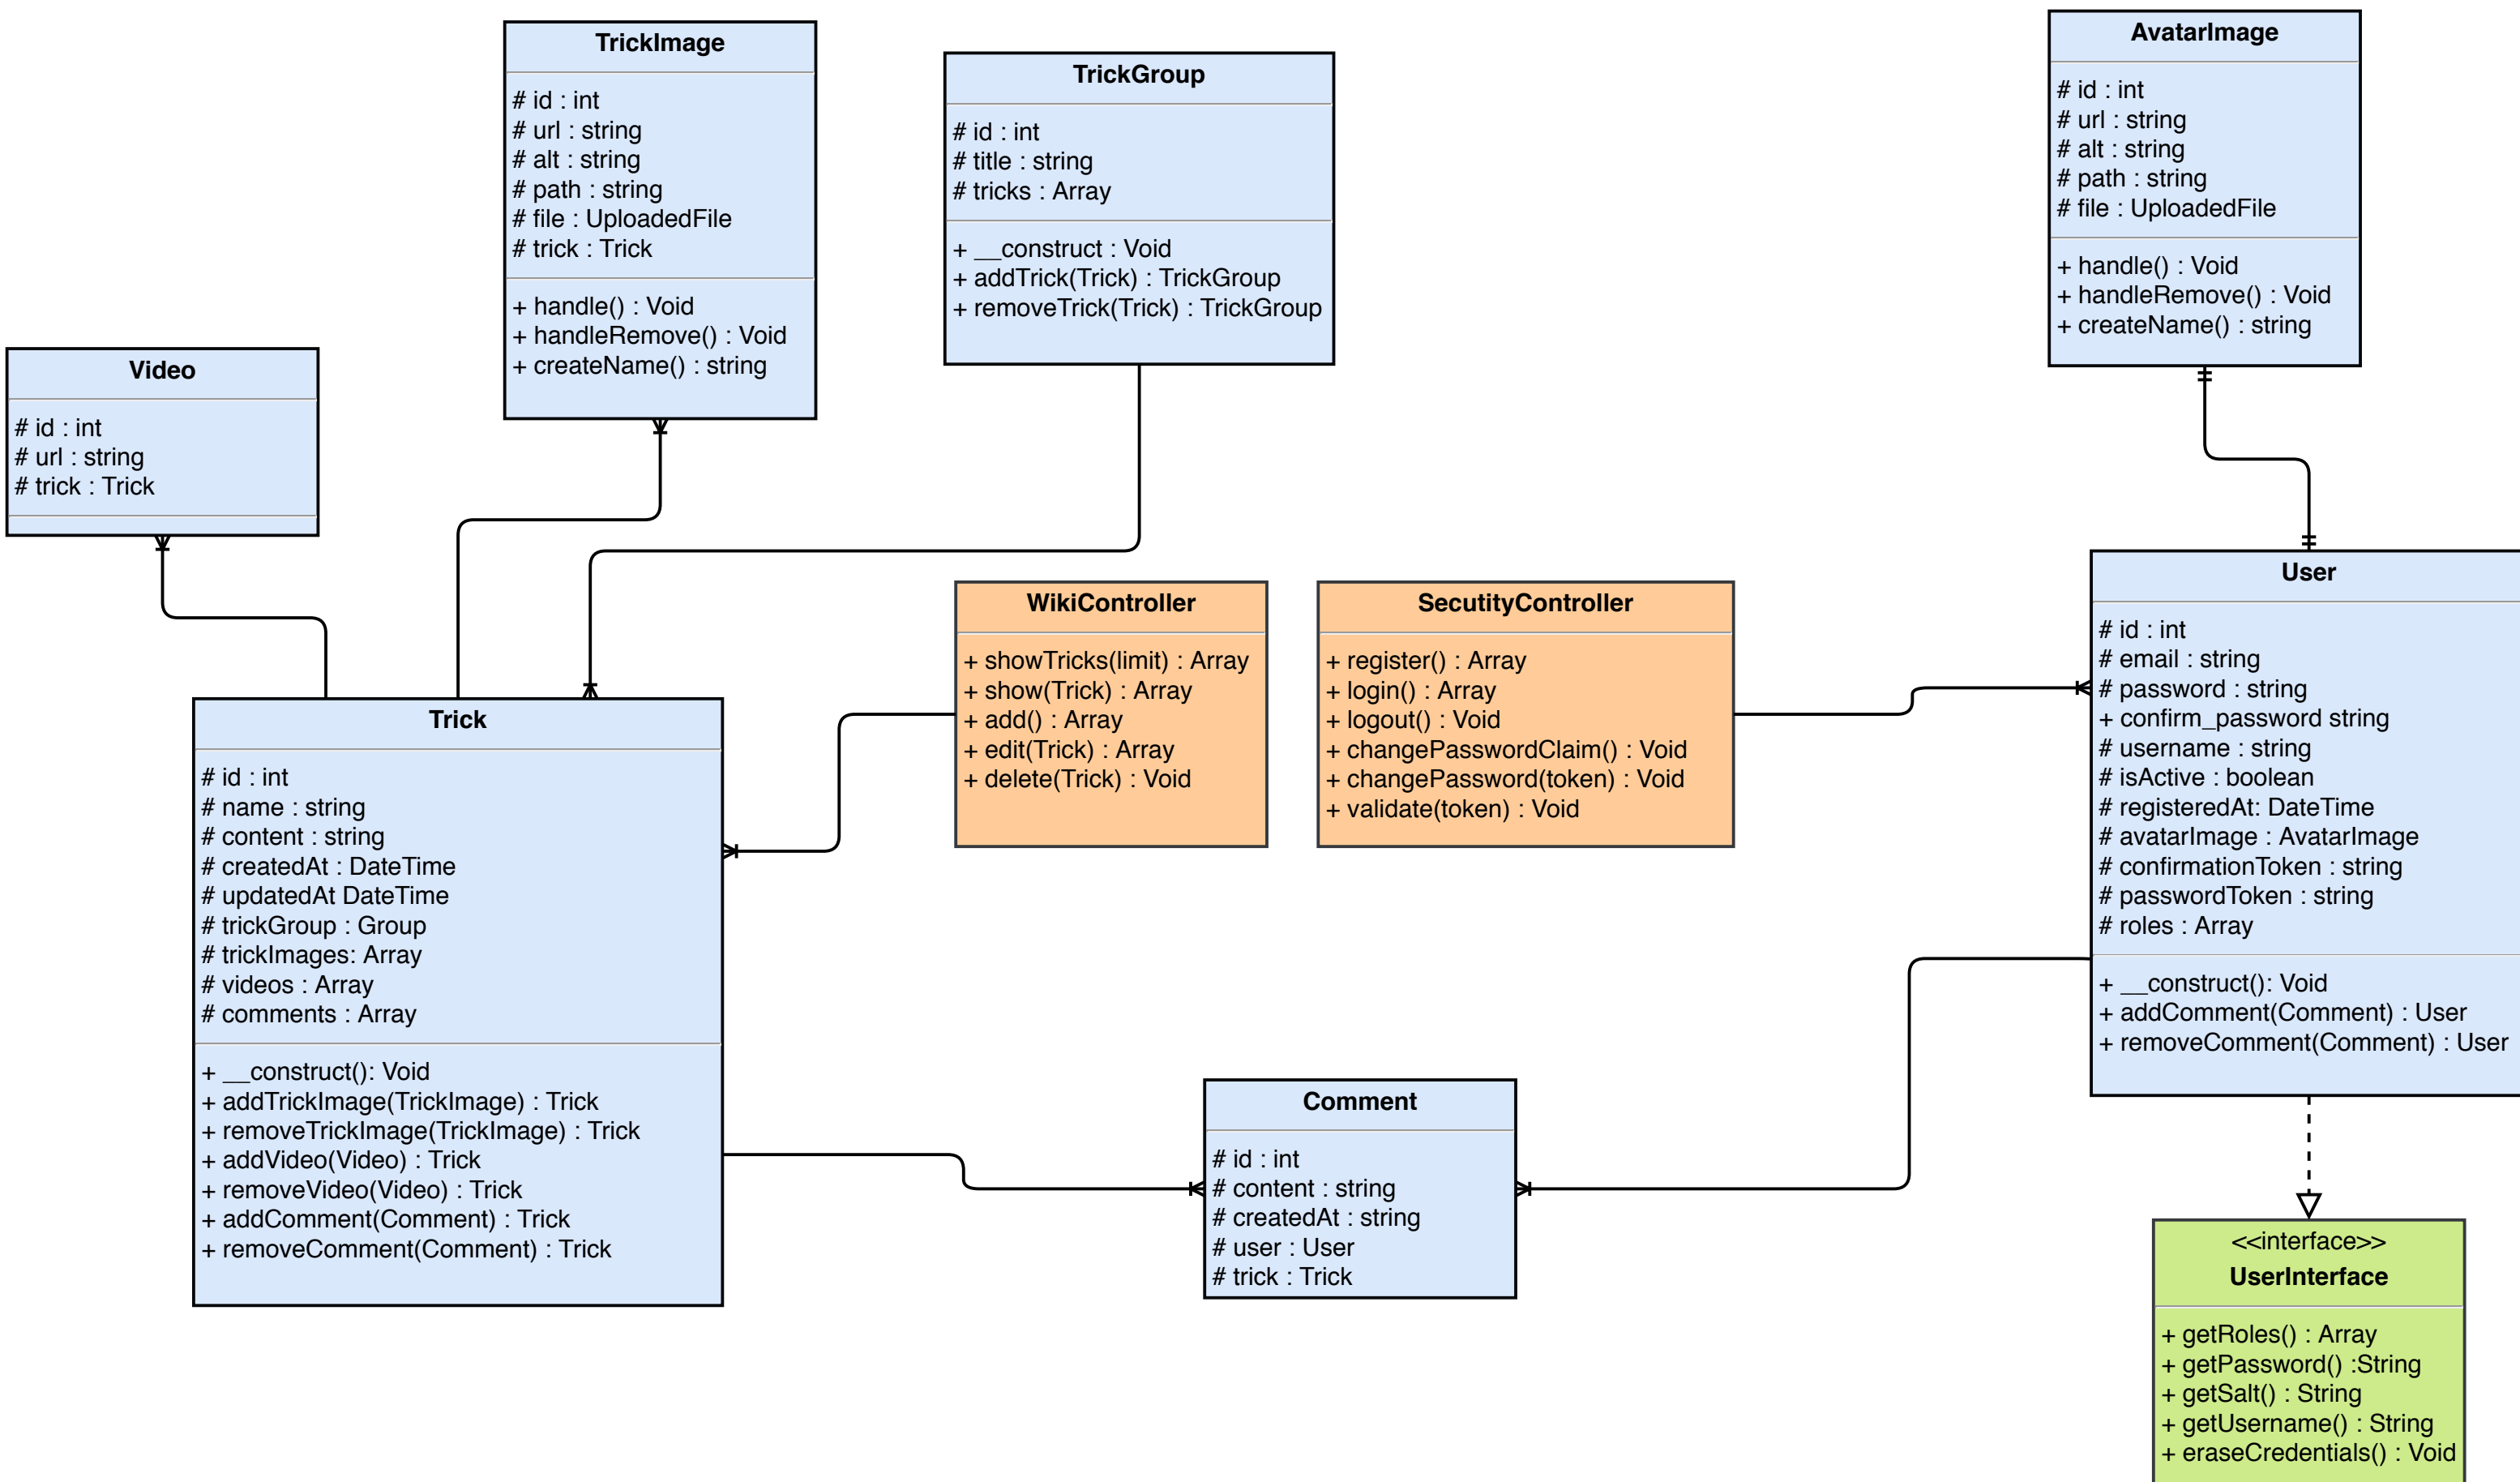 TrickImage
# id : int
# url : string
# alt : string
# path : string
# file : UploadedFile
# trick : Trick
+ handle() : Void
+ handleRemove() : Void
+ createName() : string
TrickGroup
# id : int
# title : string
# tricks : Array
+ __construct : Void
+ addTrick(Trick) : TrickGroup
+ removeTrick(Trick) : TrickGroup
AvatarImage
# id : int
# url : string
# alt : string
# path : string
# file : UploadedFile
+ handle() : Void
+ handleRemove() : Void
+ createName() : string
Video
# id : int
# url : string
# trick : Trick
WikiController
+ showTricks(limit) : Array
+ show(Trick) : Array
+ add() : Array
+ edit(Trick) : Array
+ delete(Trick) : Void
SecutityController
+ register() : Array
+ login() : Array
+ logout() : Void
+ changePasswordClaim() : Void
+ changePassword(token) : Void
+ validate(token) : Void
User
# id : int
# email : string
# password : string
+ confirm_password string
# username : string
# isActive : boolean
# registeredAt: DateTime
# avatarImage : AvatarImage
# confirmationToken : string
# passwordToken : string
# roles : Array
+ __construct(): Void
+ addComment(Comment) : User
+ removeComment(Comment) : User
Trick
# id : int
# name : string
# content : string
# createdAt : DateTime
# updatedAt DateTime
# trickGroup : Group
# trickImages: Array
# videos : Array
# comments : Array
+ __construct(): Void
+ addTrickImage(TrickImage) : Trick
+ removeTrickImage(TrickImage) : Trick
+ addVideo(Video) : Trick
+ removeVideo(Video) : Trick
+ addComment(Comment) : Trick
+ removeComment(Comment) : Trick
Comment
# id : int
# content : string
# createdAt : string
# user : User
# trick : Trick
<<interface>>
UserInterface
+ getRoles() : Array
+ getPassword() :String
+ getSalt() : String
+ getUsername() : String
+ eraseCredentials() : Void